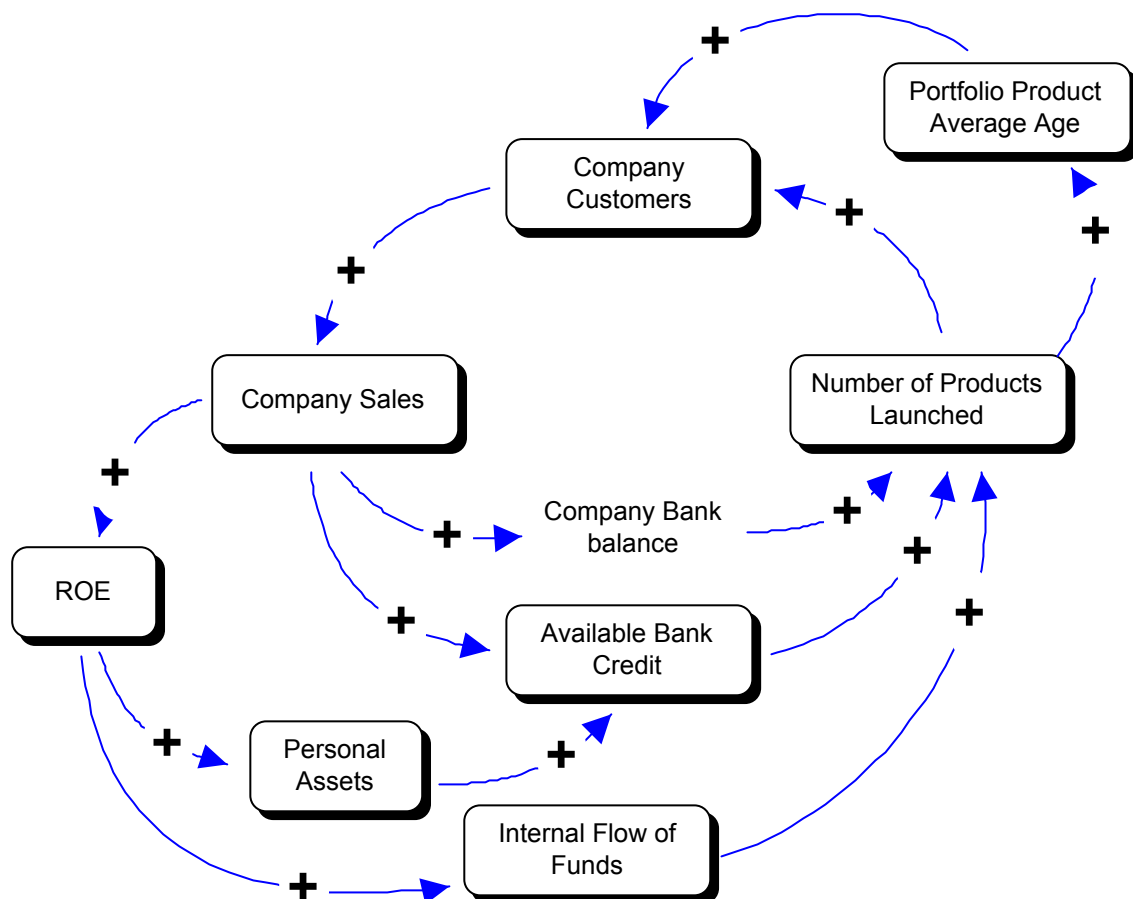 +
Portfolio Product
Average Age
Company
Customers
+
+
+
Company Sales
Number of Products
Launched
+
+
Company Bank
balance
+
+
ROE
+
Available Bank
Credit
+
+
Personal
Assets
+
Internal Flow of
Funds
+